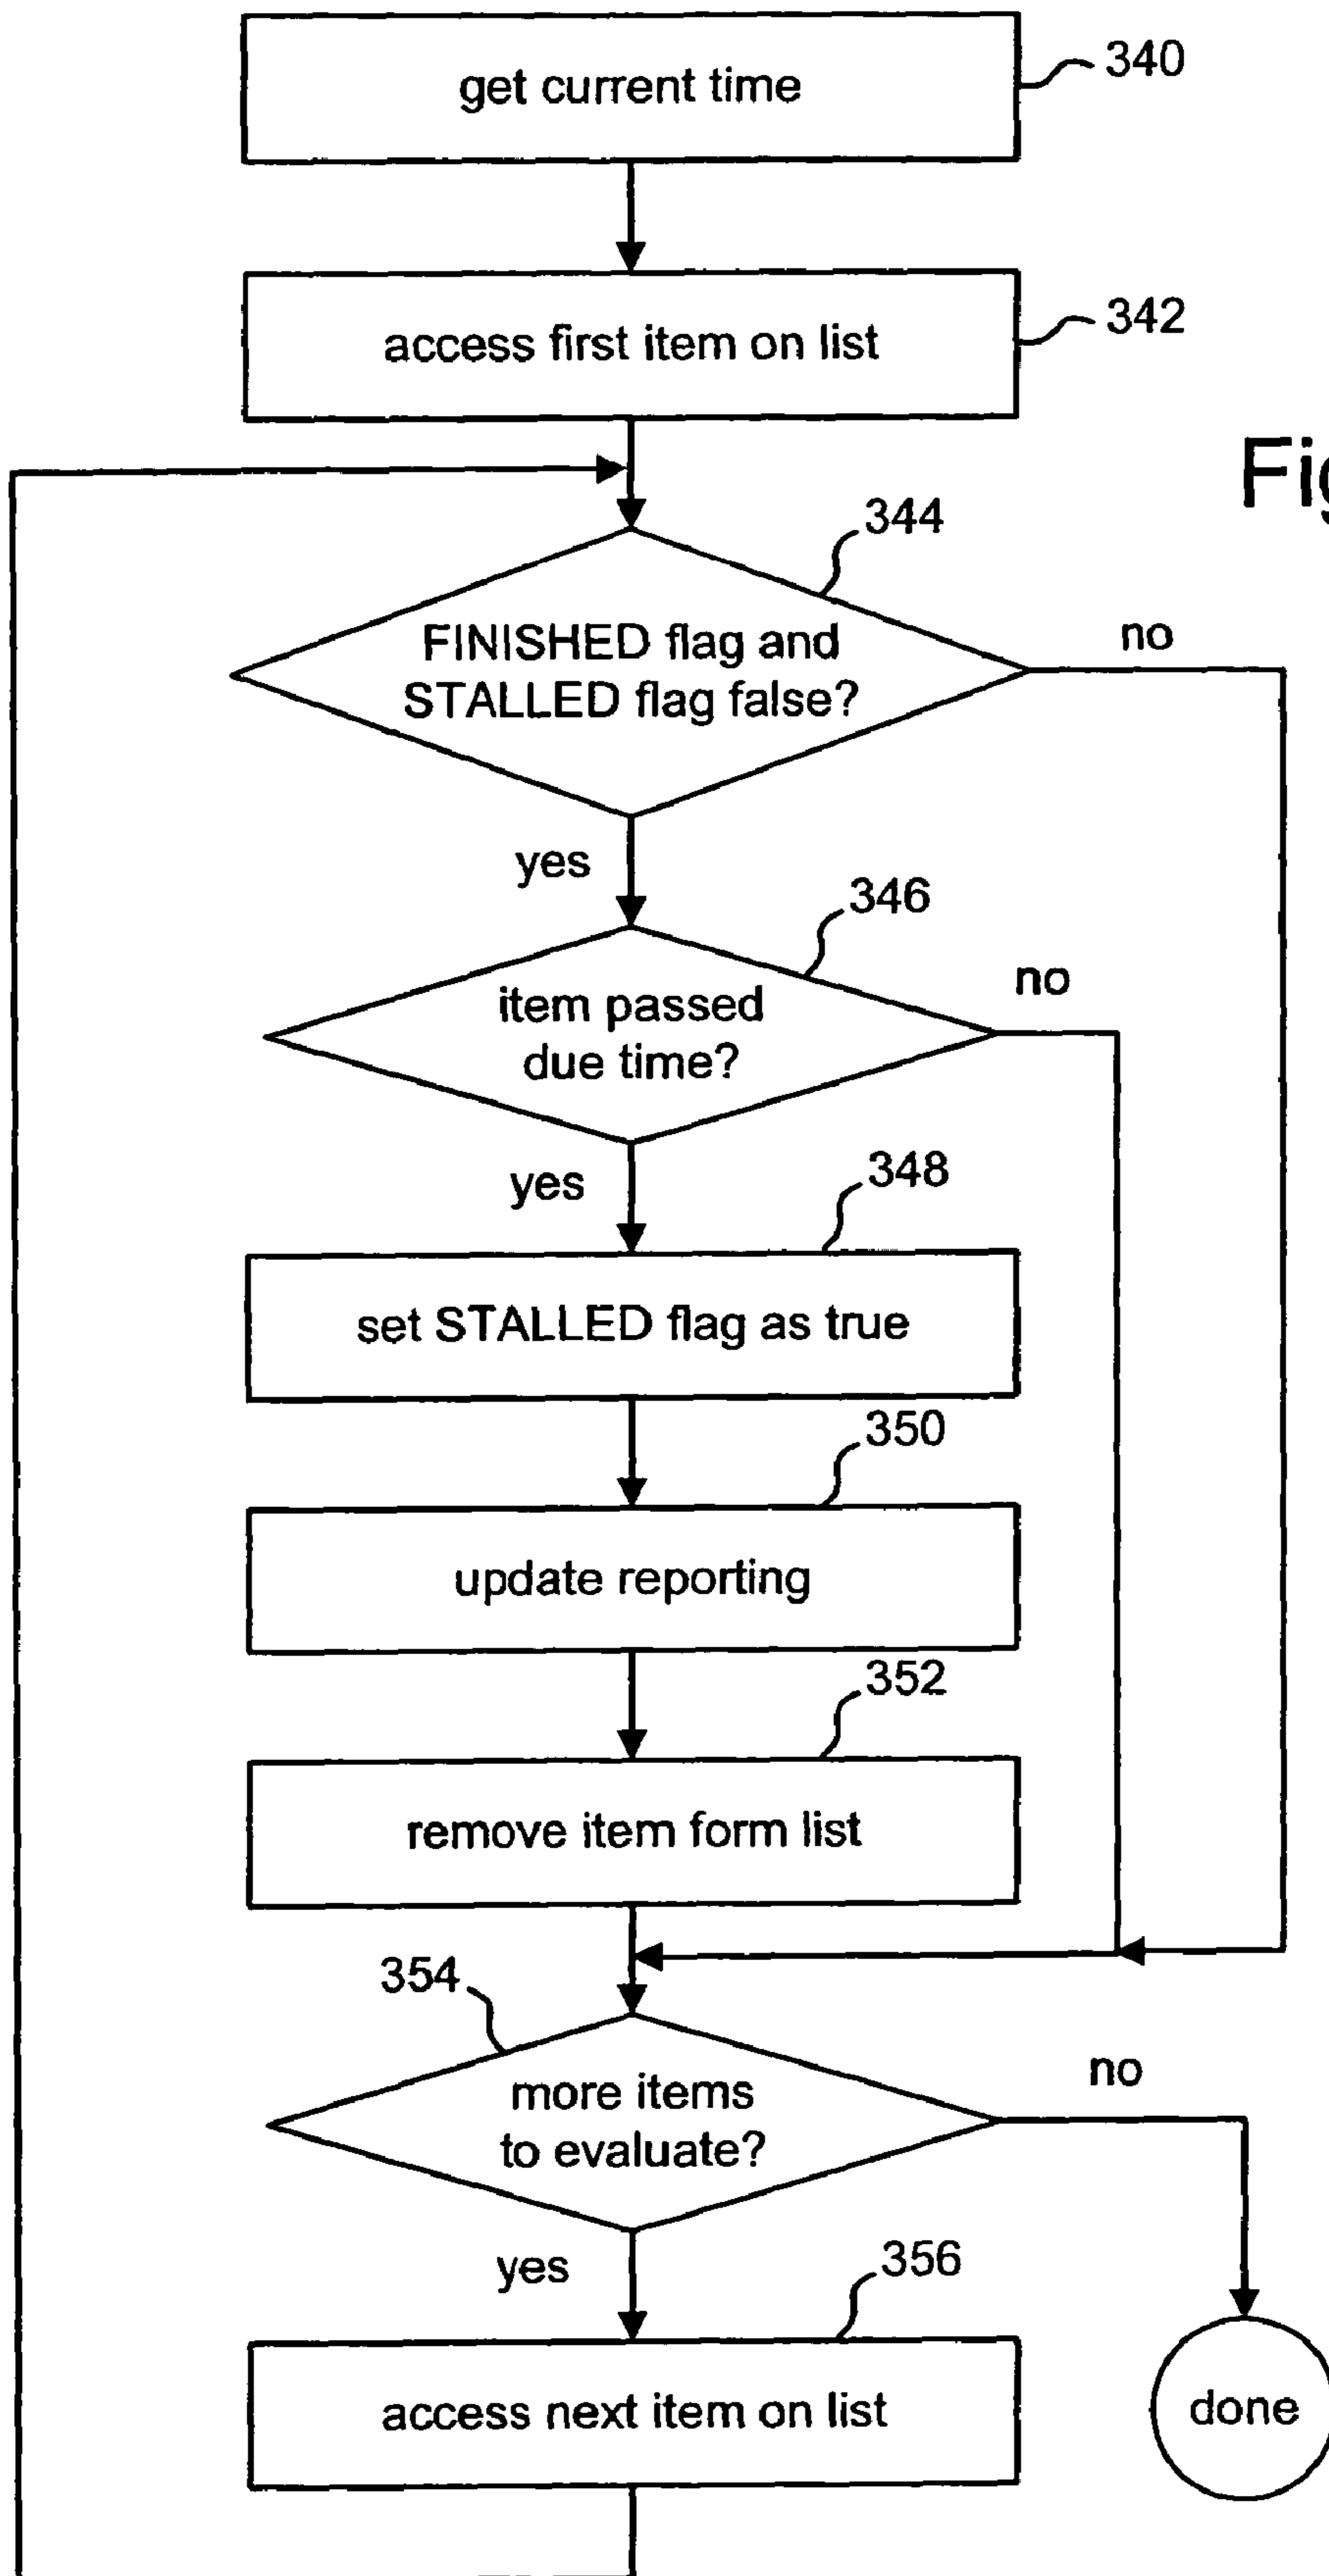 get current time
340
access first item on list
342
Fig
344
FINISHED flag and
STALLED flag false?
no
yes
346
item passed
due time?
no
yes
348
set STALLED flag as true
350
update reporting
352
remove item form list
354
more items
to evaluate?
no
yes
356
access next item on list
done